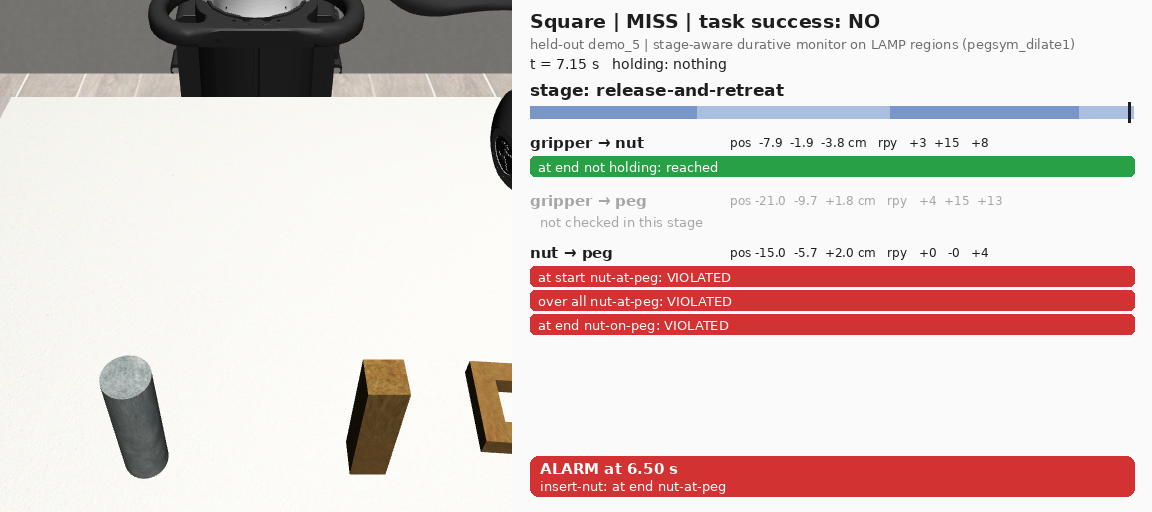 Square | MISS | task success: NO
held-out demo_5 | stage-aware durative monitor on LAMP regions (pegsym_dilate1)
t = 7.15 s   holding: nothing
stage: release-and-retreat
gripper → nut   pos  -7.9  -1.9  -3.8 cm   rpy   +3  +15   +8
at end not holding: reached
gripper → peg   pos -21.0  -9.7  +1.8 cm   rpy   +4  +15  +13
not checked in this stage
nut → peg   pos -15.0  -5.7  +2.0 cm   rpy   +0   -0   +4
at start nut-at-peg: VIOLATED
over all nut-at-peg: VIOLATED
at end nut-on-peg: VIOLATED
ALARM at 6.50 s
insert-nut: at end nut-at-peg